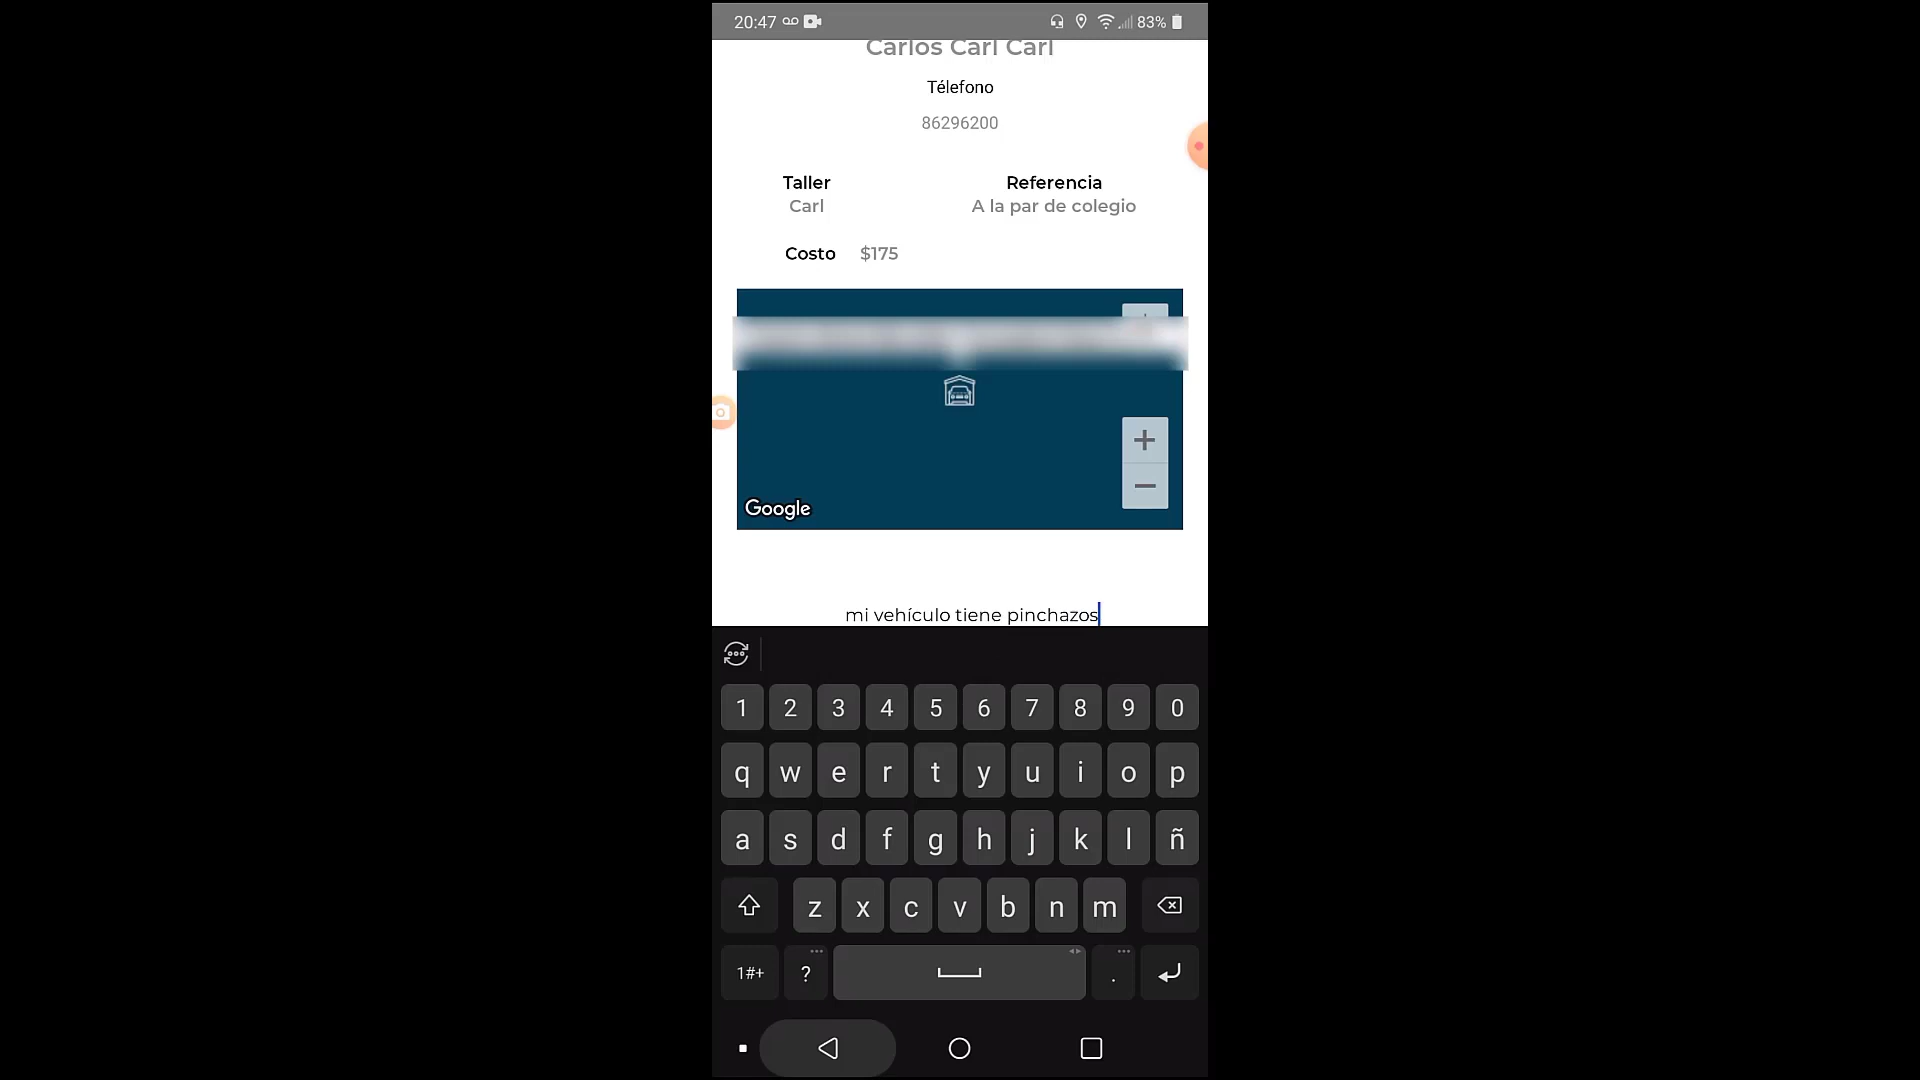 20:47 83%
Carlos Carl Carl
Télefono
86296200
Taller Referencia
Carl A la par de colegio
Costo $175
Google
mi vehículo tiene pinchazos
1 2 3 4 5 6 7 8 9 0
q w e r t y u i o p
a s d f g h j k l ñ
z x c v b n m
1#+ ? .